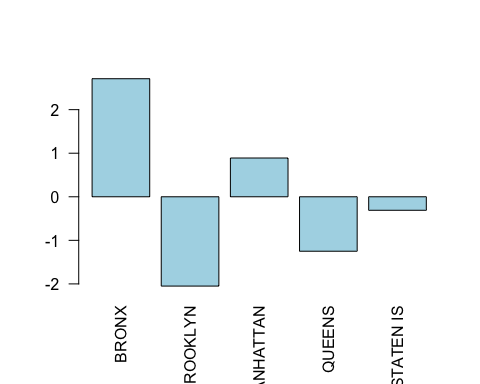 2
1
0
-1
-2
BRONX
ROOKLYN
ANHATTAN
QUEENS
STATEN IS